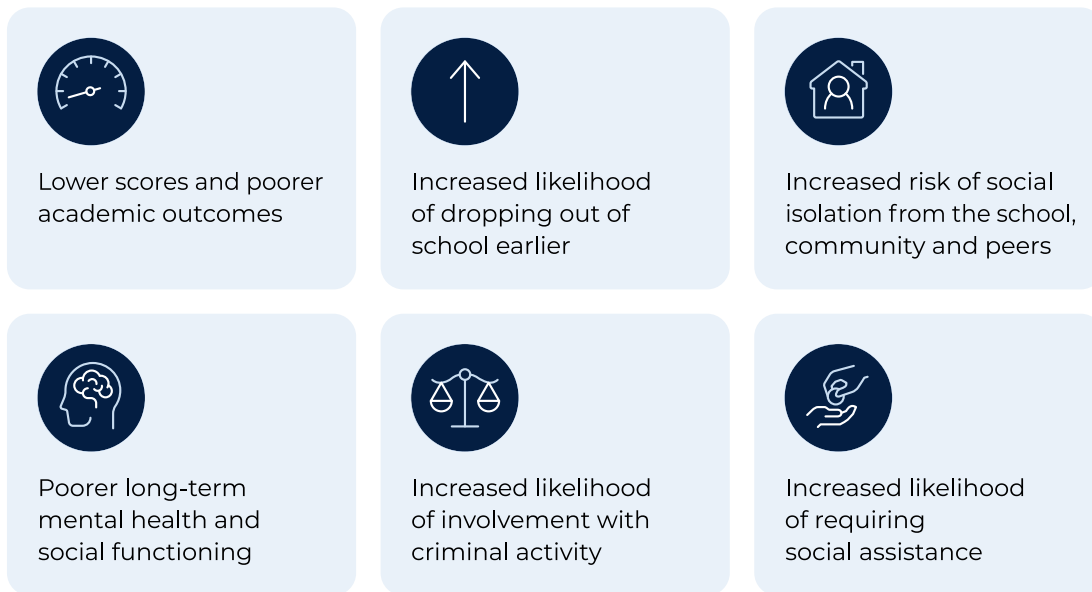 Lower scores and poorer
academic outcomes
Increased likelihood
of dropping out of
school earlier
Increased risk of social
isolation from the school,
community and peers
Poorer long-term
mental health and
social functioning
Increased likelihood
of involvement with
criminal activity
Increased likelihood
of requiring
social assistance